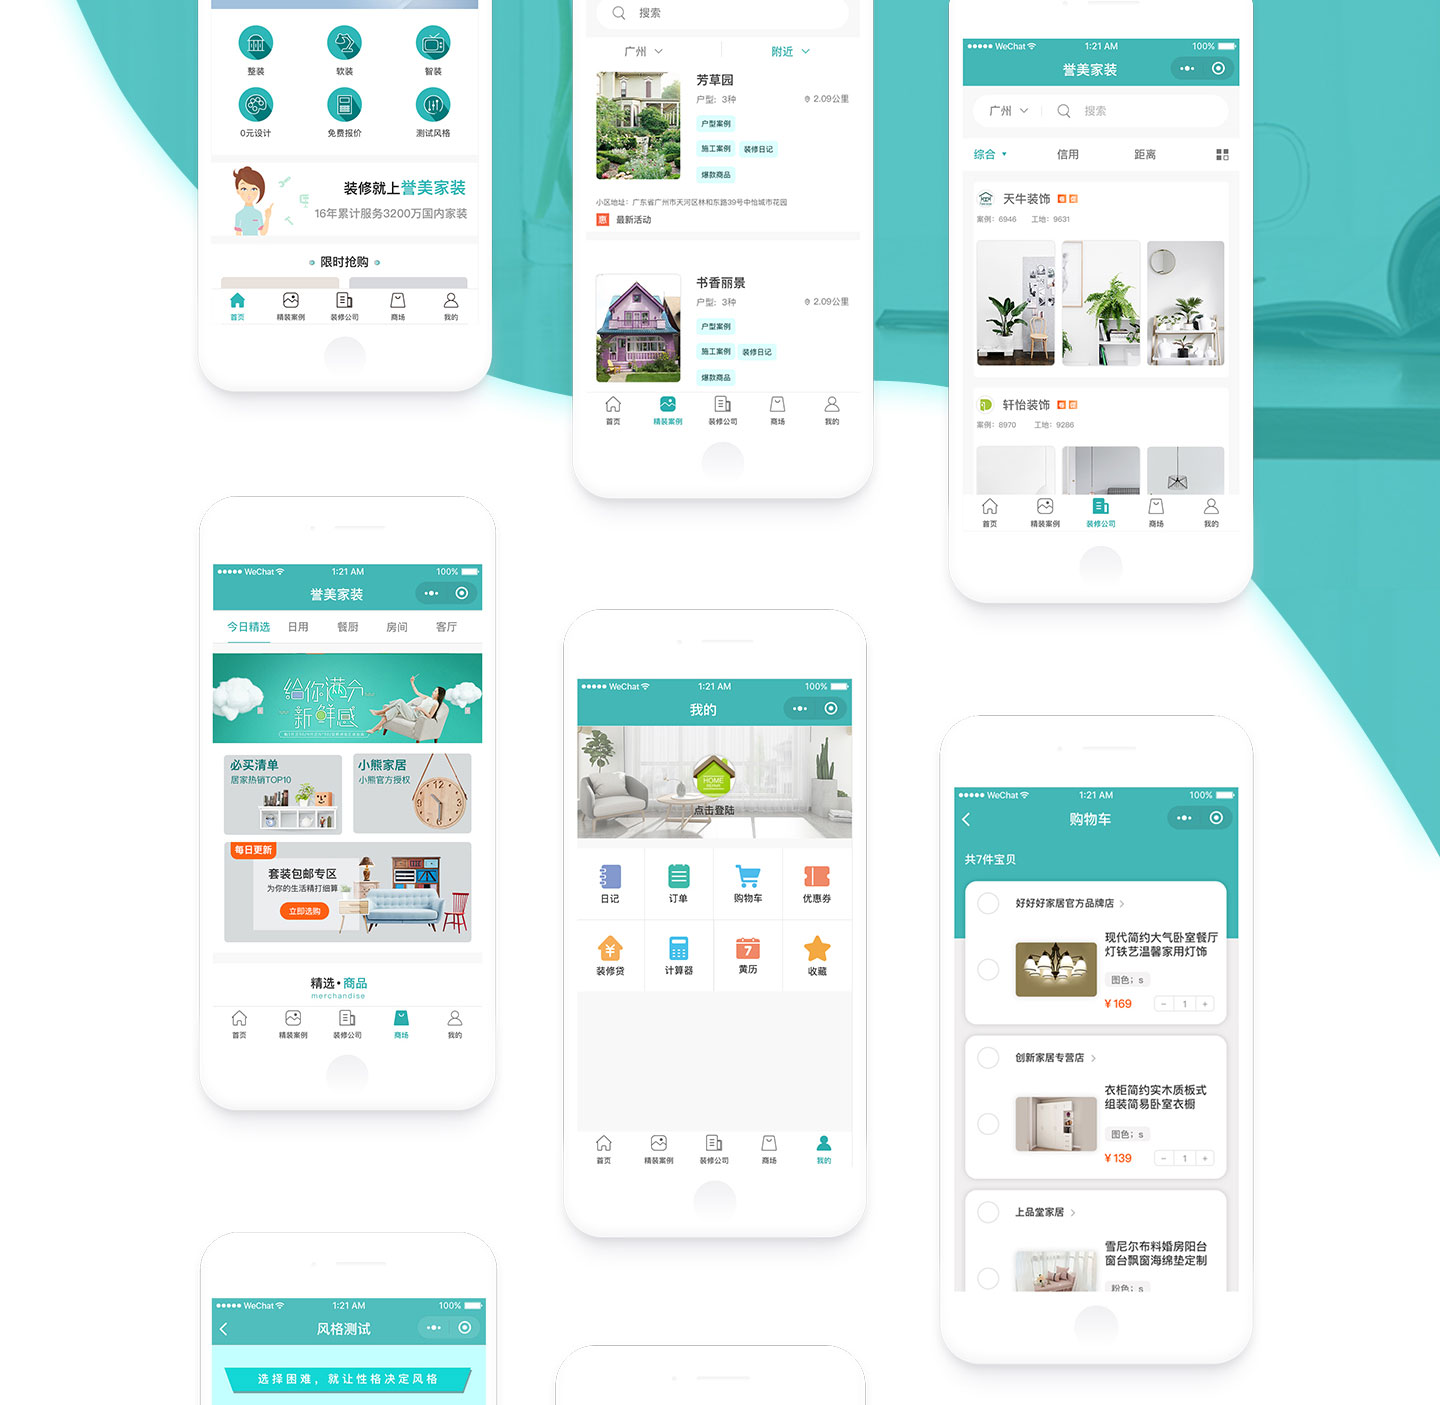 整装
软装
智装
0元设计
免费报价
测试风格
装修就上誉美家装
16年累计服务3200万国内家装
限时抢购
首页
精装案例
装修公司
商场
我的
搜索
广州
附近
芳草园
户型: 3种
2.09公里
户型案例
施工案例
装修日记
爆款商品
小区地址: 广东省广州市天河区林和东路39号中怡城市花园
惠
最新活动
书香丽景
户型: 3种
2.09公里
户型案例
施工案例
装修日记
爆款商品
首页
精装案例
装修公司
商场
我的
WeChat
1:21 AM
100%
誉美家装
广州
搜索
综合
信用
距离
天牛装饰
案例: 6946
工地: 9631
轩怡装饰
案例: 8970
工地: 9286
首页
精装案例
装修公司
商场
我的
WeChat
1:21 AM
100%
誉美家装
今日精选
日用
餐厨
房间
客厅
给你满分
新鲜感
必买清单
居家热销TOP10
小熊家居
小熊官方授权
每日更新
套装包邮专区
为你的生活精打细算
立即选购
精选·商品
merchandise
首页
精装案例
装修公司
商场
我的
WeChat
1:21 AM
100%
我的
HOME
点击登陆
日记
订单
购物车
优惠券
装修贷
计算器
7
黄历
收藏
首页
精装案例
装修公司
商场
我的
WeChat
1:21 AM
100%
购物车
共7件宝贝
好好好家居官方品牌店
现代简约大气卧室餐厅
灯铁艺温馨家用灯饰
图色; s
¥169
− 1 +
创新家居专营店
衣柜简约实木质板式
组装简易卧室衣橱
图色; s
¥139
− 1 +
上品堂家居
雪尼尔布料婚房阳台
窗台飘窗海绵垫定制
粉色; s
WeChat
1:21 AM
100%
风格测试
选择困难, 就让性格决定风格